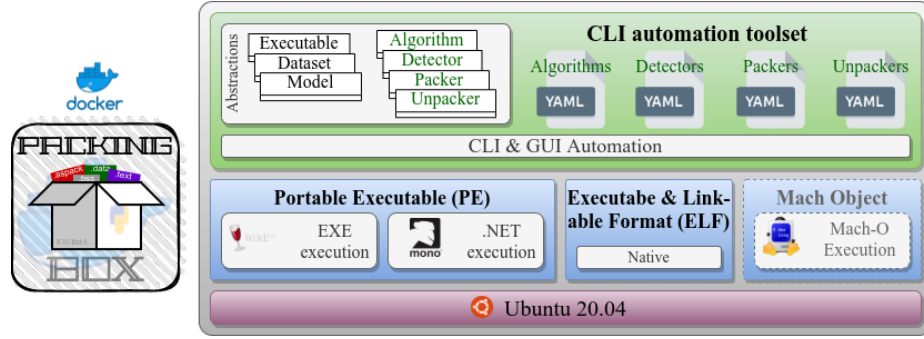 docker
PACKING
.aspack
.data
.bss
.text
BOX
Abstractions
Executable
Dataset
Model
Algorithm
Detector
Packer
Unpacker
CLI automation toolset
Algorithms
Detectors
Packers
Unpackers
YAML
YAML
YAML
YAML
CLI & GUI Automation
Portable Executable (PE)
WINE
EXE
execution
mono
.NET
execution
Executabe & Link-
able Format (ELF)
Native
Mach Object
Mach-O
Execution
Ubuntu 20.04